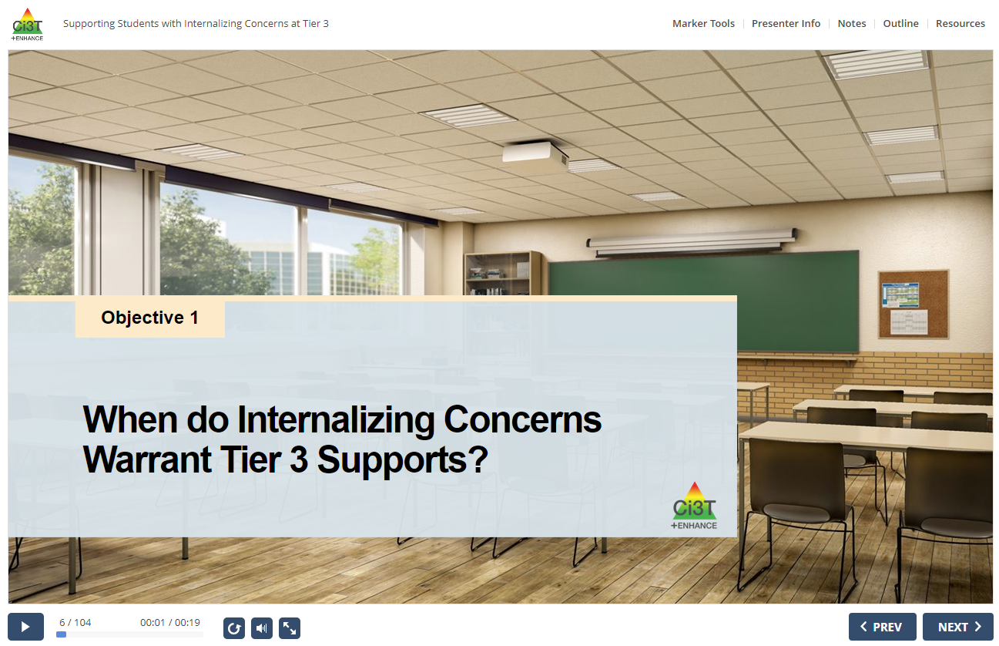 Ci3T
+ENHANCE
Supporting Students with Internalizing Concerns at Tier 3
Marker Tools
Presenter Info
Notes
Outline
Resources
Objective 1
When do Internalizing Concerns
Warrant Tier 3 Supports?
Ci3T
+ENHANCE
6 / 104
00:01 / 00:19
PREV
NEXT